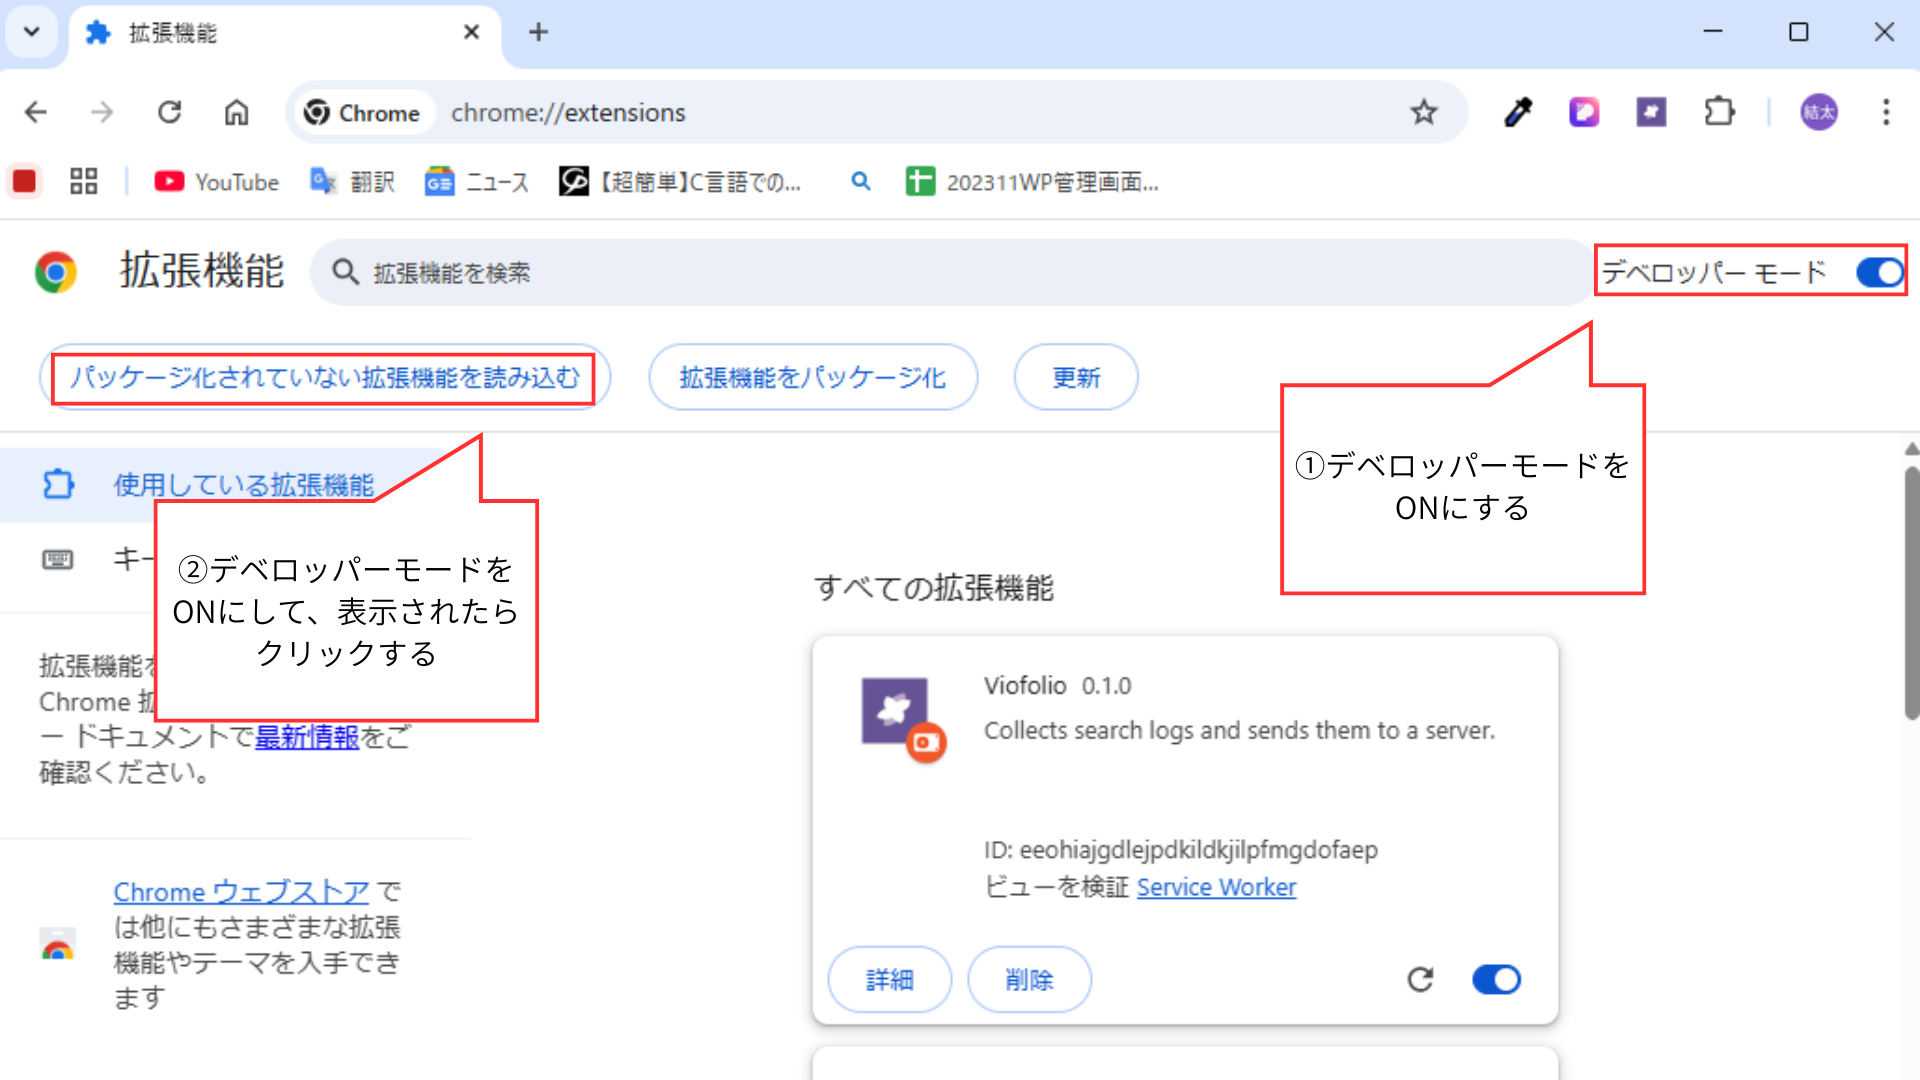 拡張機能
Chrome
chrome://extensions
結太
YouTube
翻訳
ニュース
【超簡単】C言語での...
202311WP管理画面...
拡張機能
拡張機能を検索
デベロッパー モード
パッケージ化されていない拡張機能を読み込む
拡張機能をパッケージ化
更新
①デベロッパーモードを
ONにする
使用している拡張機能
キー
②デベロッパーモードを
ONにして、表示されたら
クリックする
拡張機能を
Chrome 拡
ー ドキュメントで最新情報をご
確認ください。
Chrome ウェブストア で
は他にもさまざまな拡張
機能やテーマを入手でき
ます
すべての拡張機能
Viofolio 0.1.0
Collects search logs and sends them to a server.
ID: eeohiajgdlejpdkildkjilpfmgdofaep
ビューを検証 Service Worker
詳細
削除